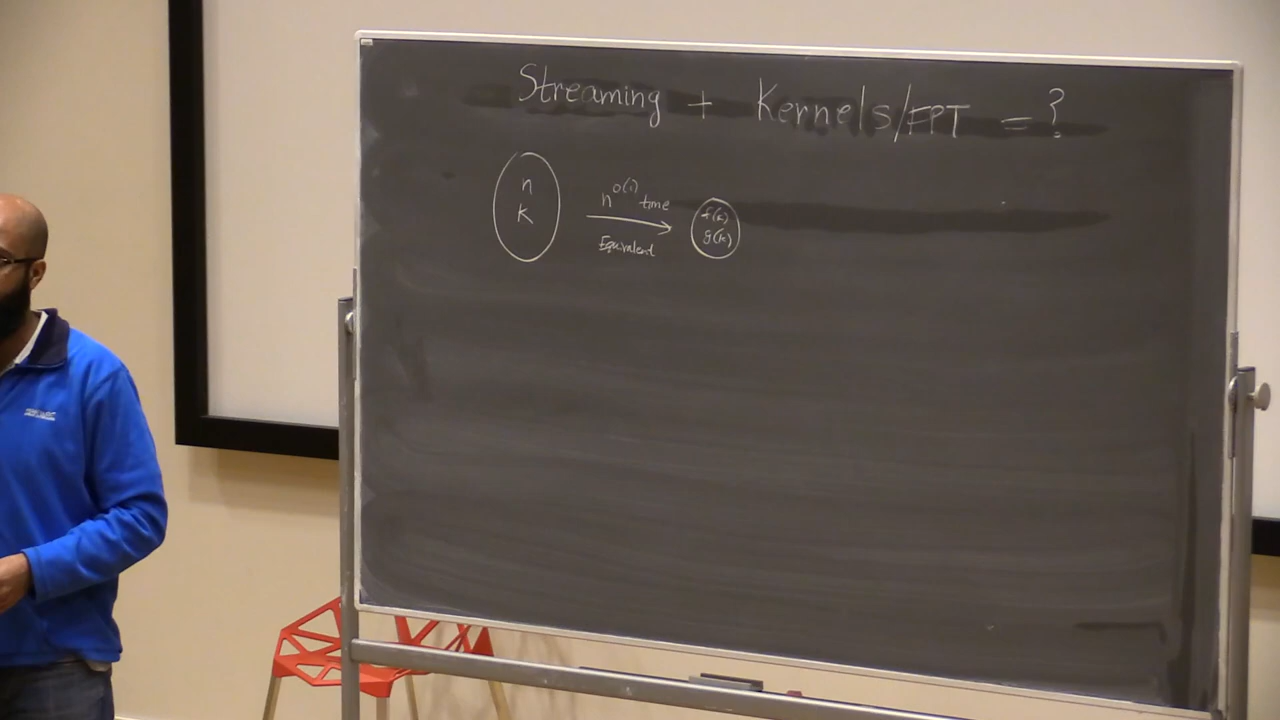 Streaming + Kernels/FPT = ?
n
k
n^O(1) time
Equivalent
f(k)
g(k)